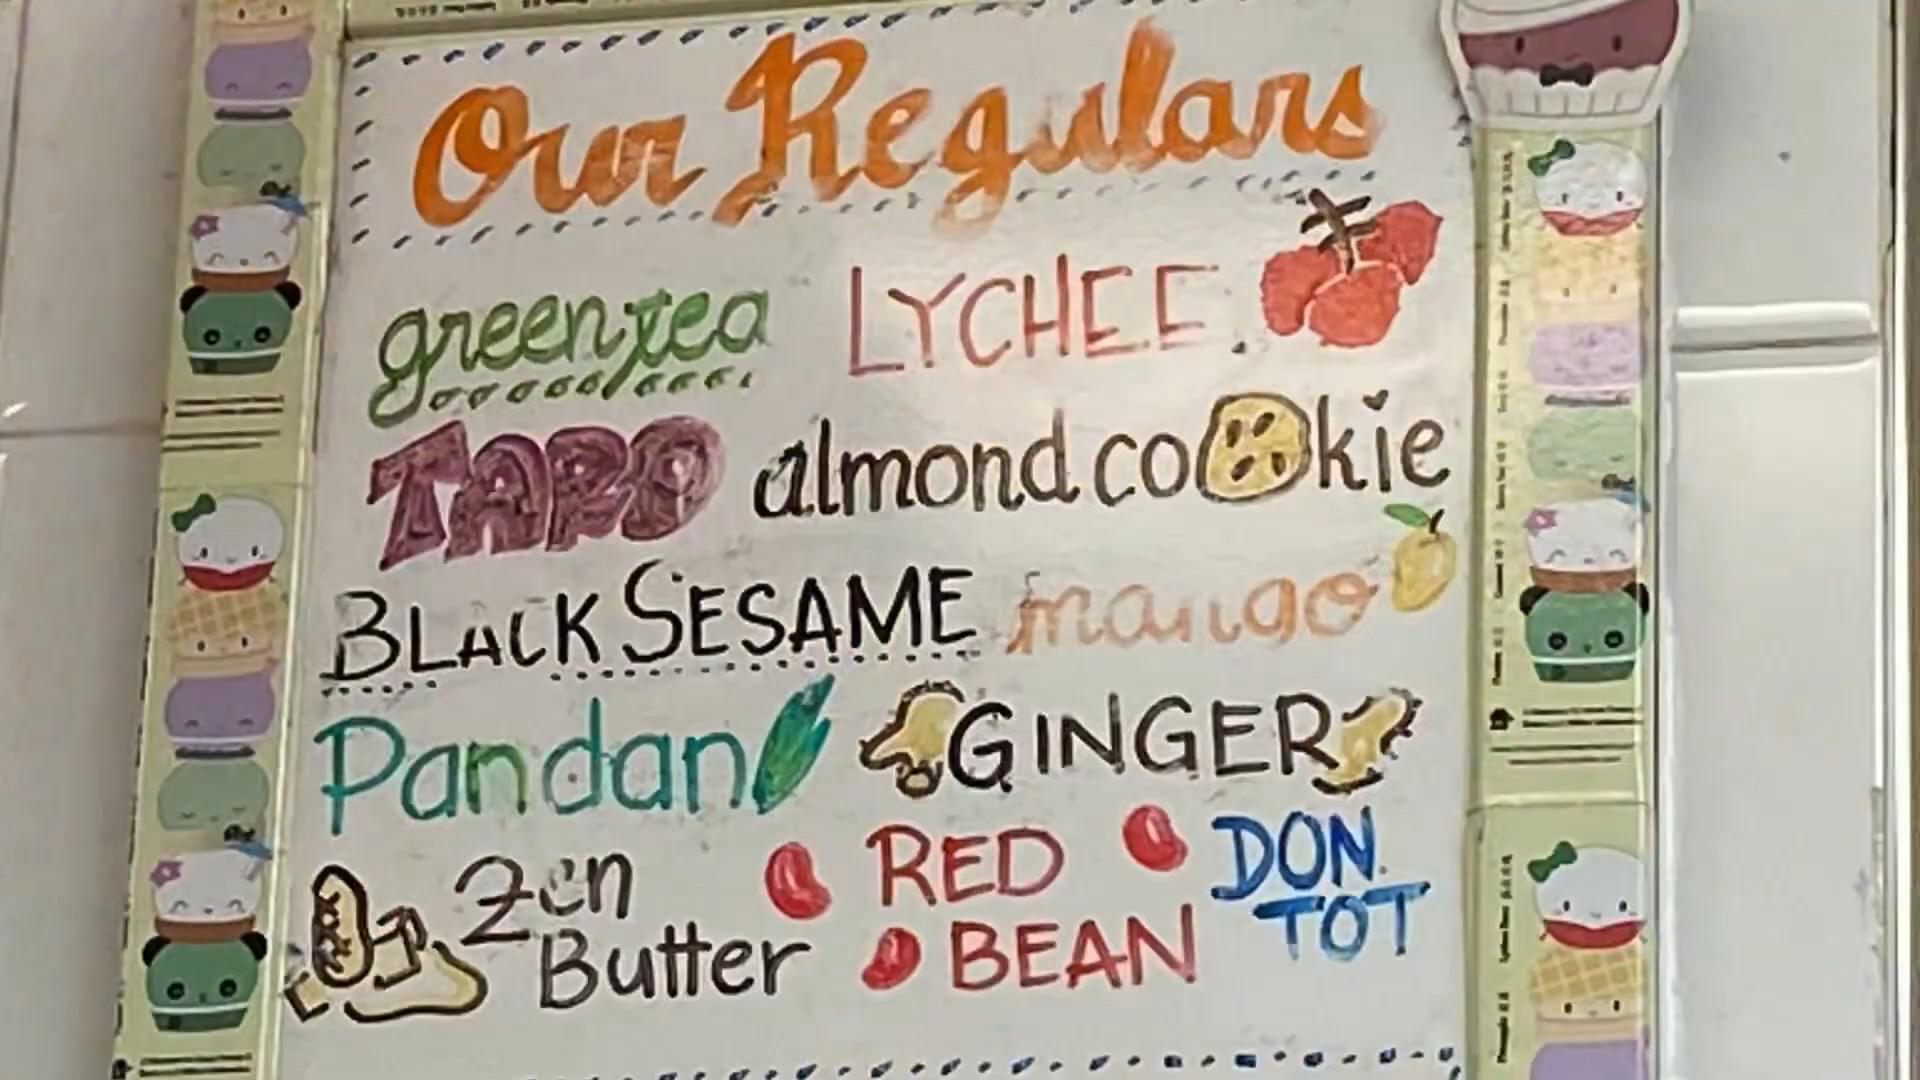 Our Regulars
green tea LYCHEE
TARO almond cookie
BLACK SESAME mango
Pandan GINGER
Zen Butter
RED BEAN
DON TOT